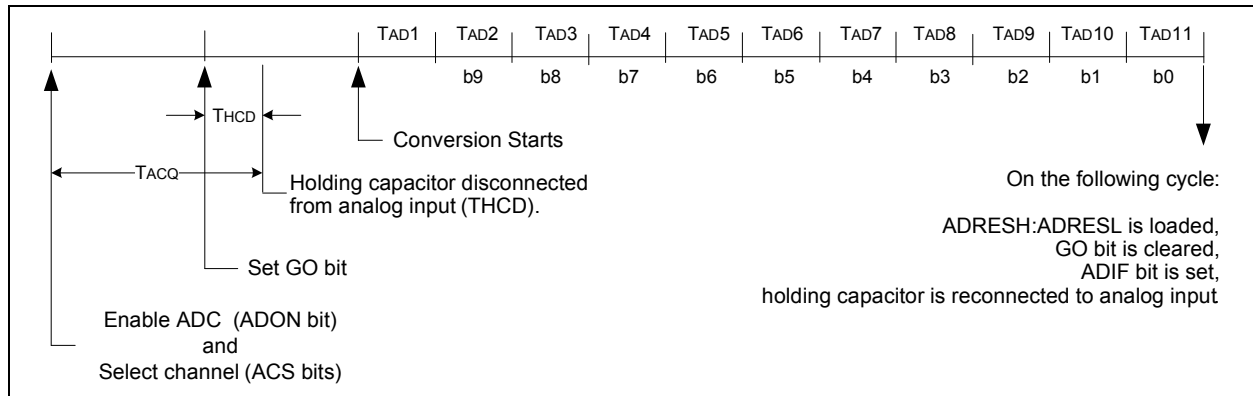 TAD1 TAD2 TAD3 TAD4 TAD5 TAD6 TAD7 TAD8 TAD9 TAD10 TAD11
b9 b8 b7 b6 b5 b4 b3 b2 b1 b0
THCD
Conversion Starts
TACQ
Holding capacitor disconnected
from analog input (THCD).
On the following cycle:
ADRESH:ADRESL is loaded,
GO bit is cleared,
ADIF bit is set,
holding capacitor is reconnected to analog input
Set GO bit
Enable ADC (ADON bit)
and
Select channel (ACS bits)